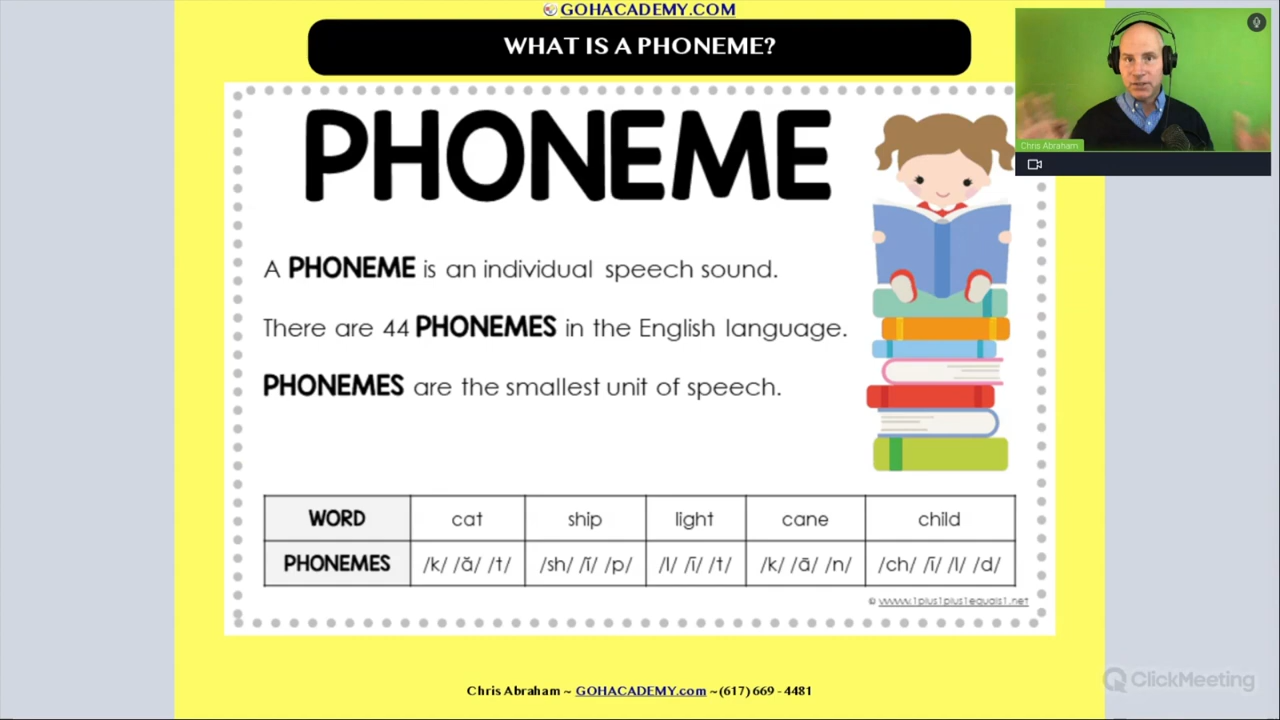 GOHACADEMY.COM
WHAT IS A PHONEME?
Chris Abraham
PHONEME
A PHONEME is an individual speech sound.
There are 44 PHONEMES in the English language.
PHONEMES are the smallest unit of speech.
WORD cat ship light cane child
PHONEMES /k/ /ă/ /t/ /sh/ /ĭ/ /p/ /l/ /ī/ /t/ /k/ /ā/ /n/ /ch/ /ī/ /l/ /d/
© www.1plus1plus1equals1.net
Chris Abraham ~ GOHACADEMY.com ~(617) 669 - 4481
ClickMeeting